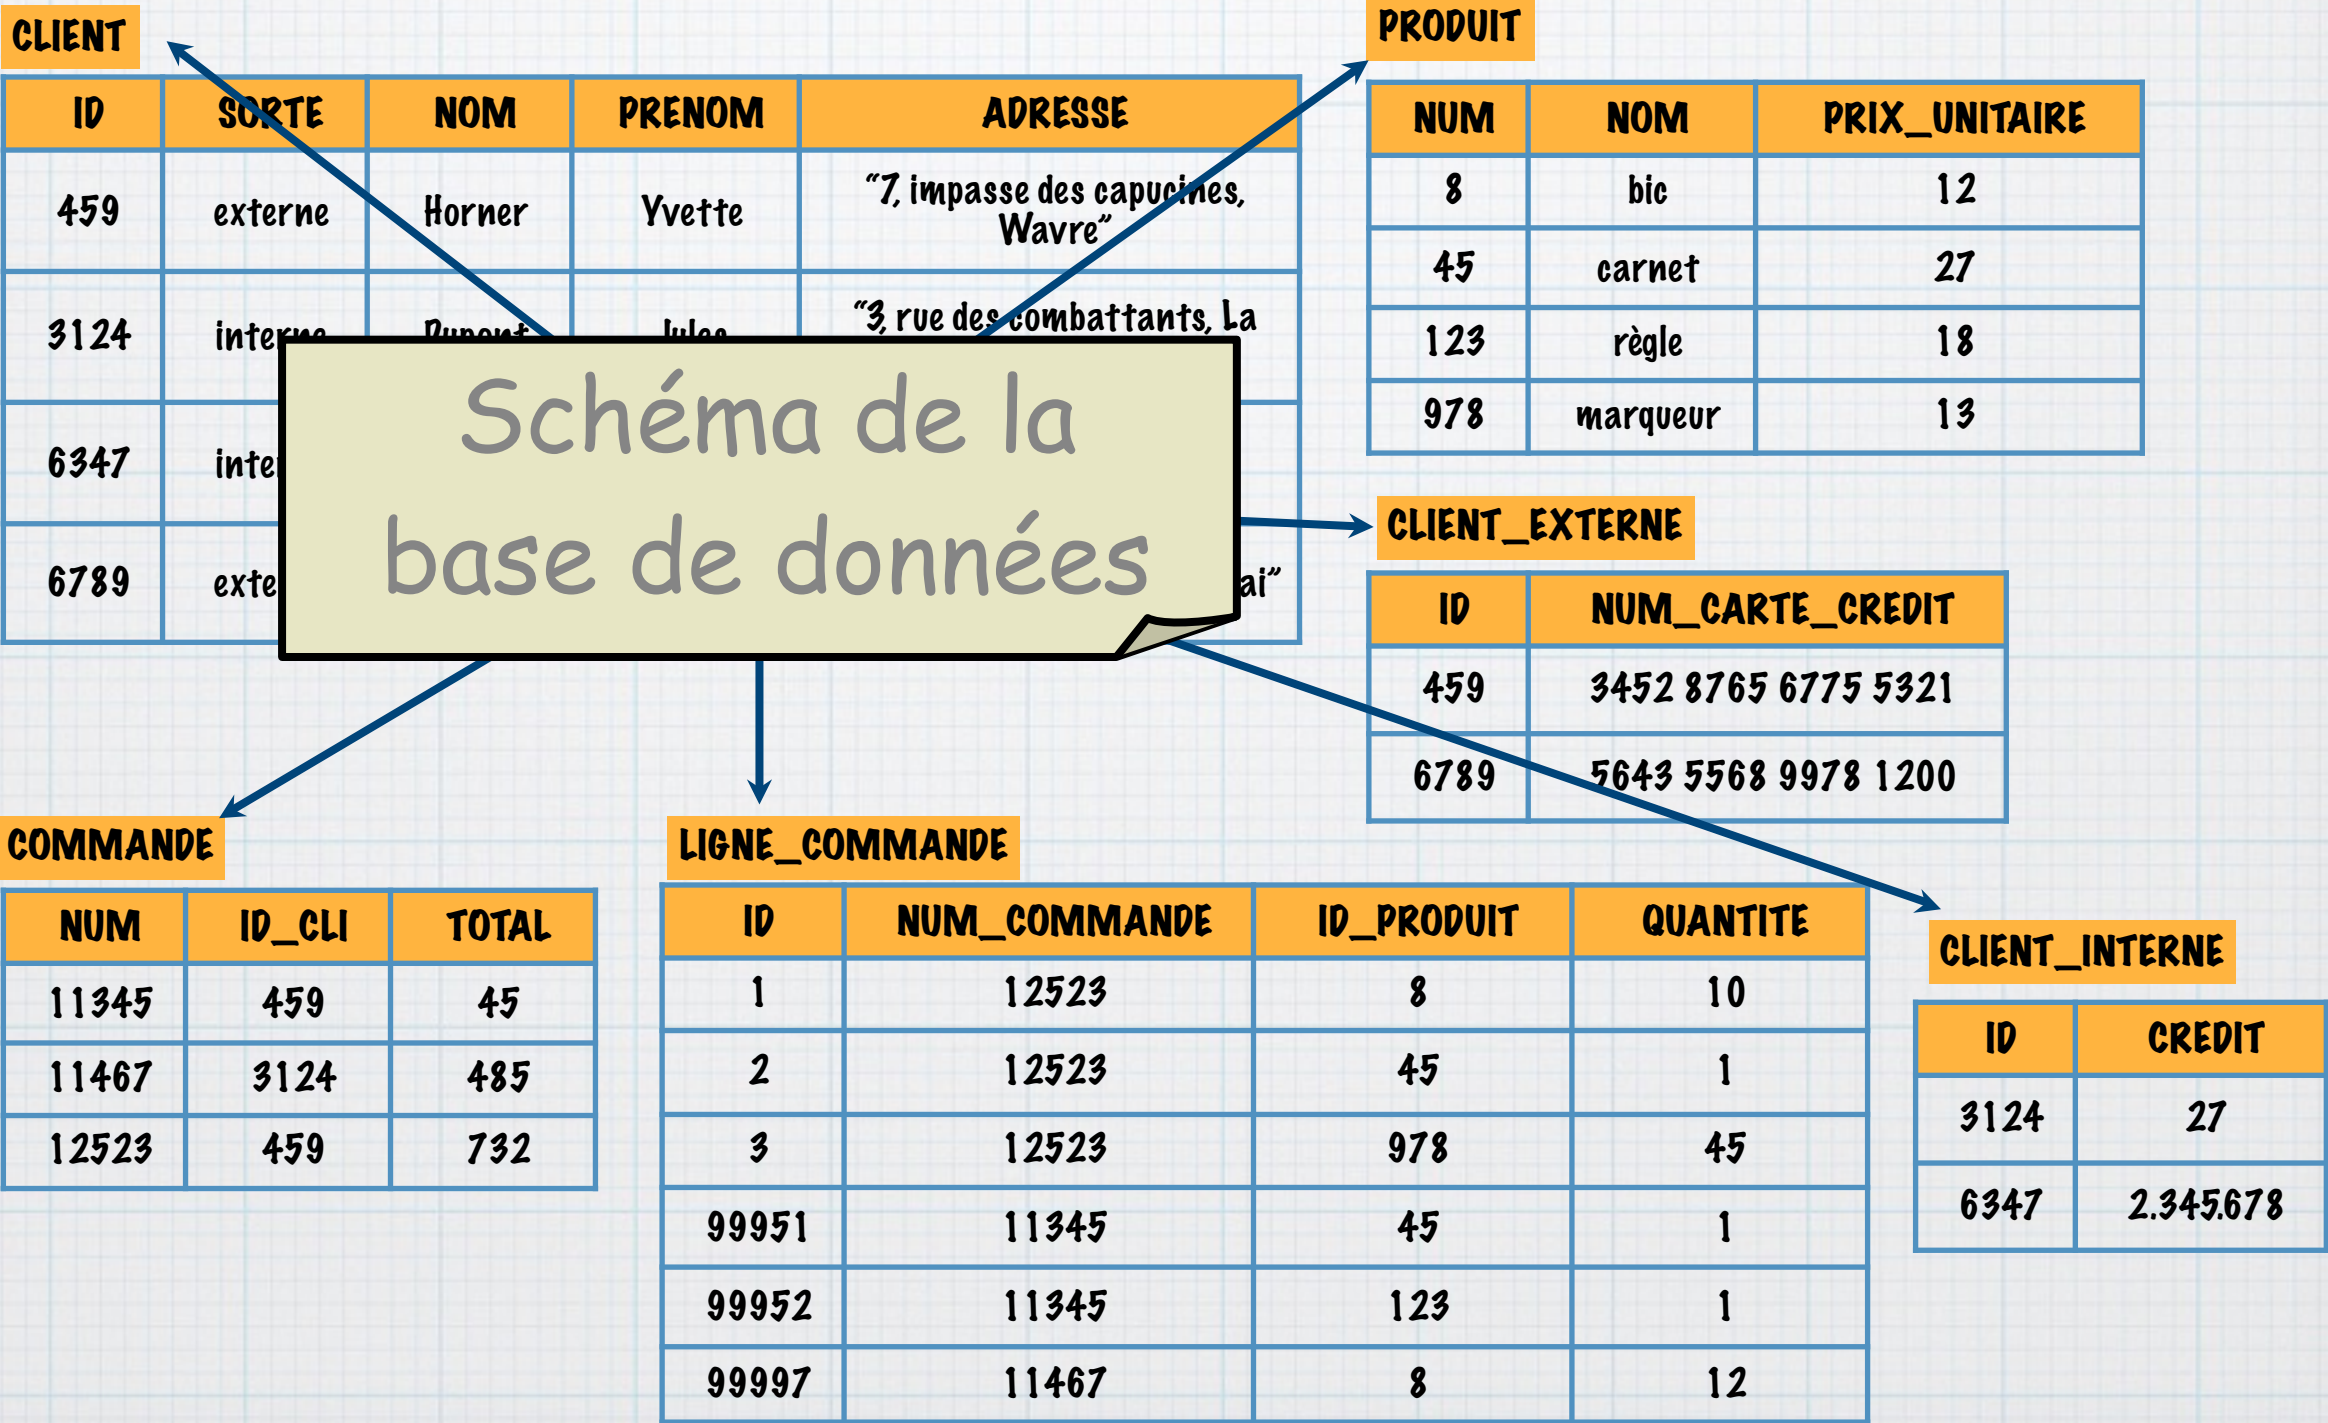 CLIENT
ID SORTE NOM PRENOM ADRESSE
459 externe Horner Yvette “7, impasse des capucines,
Wavre”
3124 interne Dupont Jules “3, rue des combattants, La
6347
6789 ai”
Schéma de la
base de données
PRODUIT
NUM NOM PRIX_UNITAIRE
8 bic 12
45 carnet 27
123 règle 18
978 marqueur 13
CLIENT_EXTERNE
ID NUM_CARTE_CREDIT
459 3452 8765 6775 5321
6789 5643 5568 9978 1200
COMMANDE
NUM ID_CLI TOTAL
11345 459 45
11467 3124 485
12523 459 732
LIGNE_COMMANDE
ID NUM_COMMANDE ID_PRODUIT QUANTITE
1 12523 8 10
2 12523 45 1
3 12523 978 45
99951 11345 45 1
99952 11345 123 1
99997 11467 8 12
CLIENT_INTERNE
ID CREDIT
3124 27
6347 2.345.678